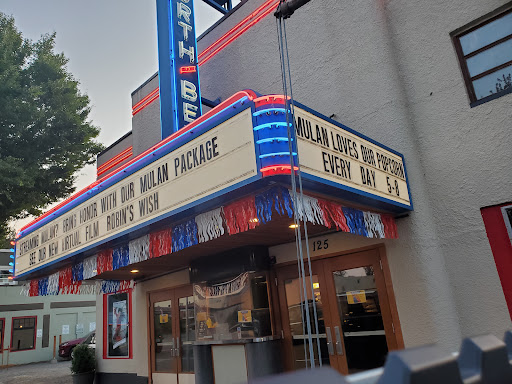 RTH
BE
STREAMING MULAN? BRING HONOR WITH OUR MULAN PACKAGE
SEE OUR NEW VIRTUAL FILM ROBIN'S WISH
MULAN LOVES OUR POPCORN
EVERY DAY 5-8
125